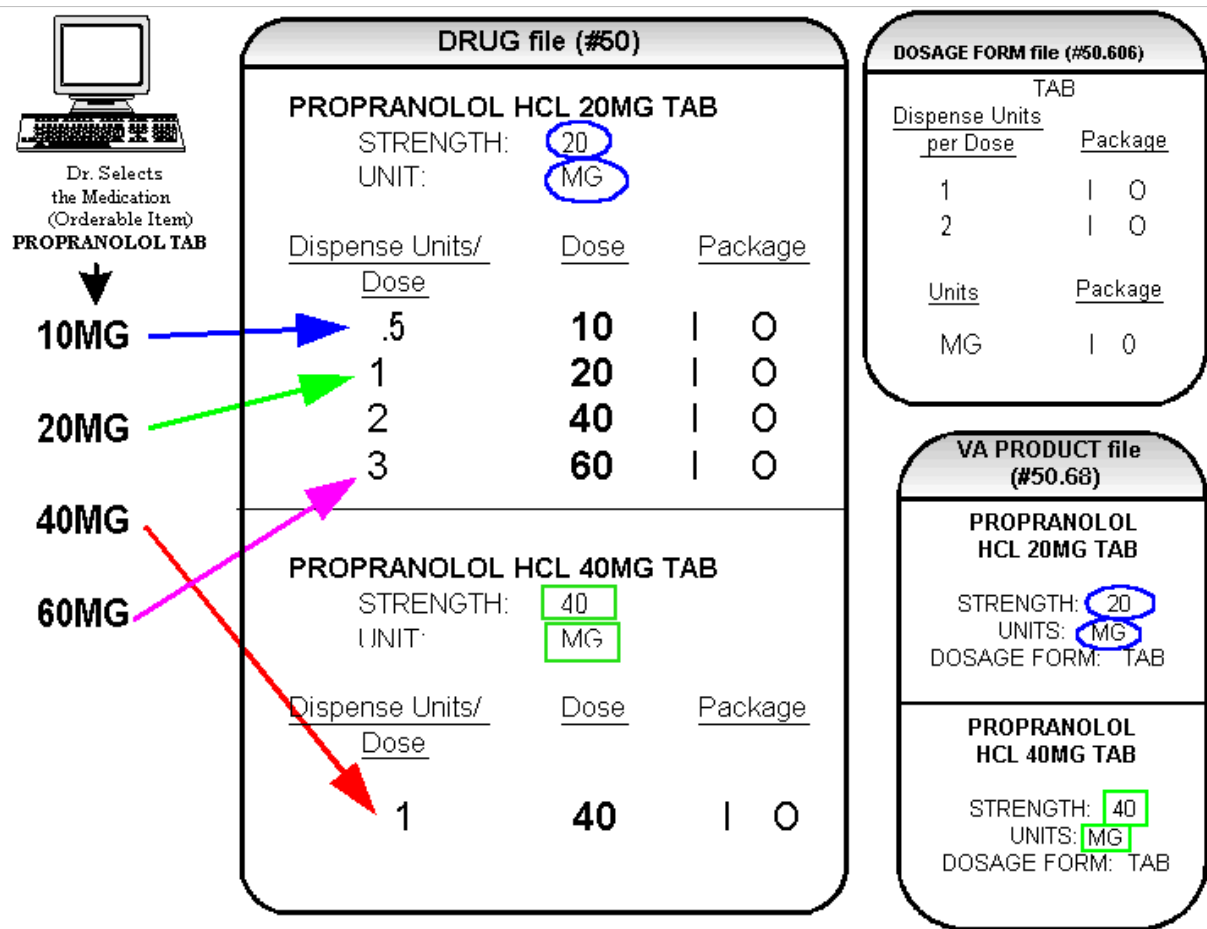 Dr. Selects
the Medication
(Orderable Item)
PROPRANOLOL TAB
10MG
20MG
40MG
60MG
DRUG file (#50)
PROPRANOLOL HCL 20MG TAB
STRENGTH: 20
UNIT: MG
Dispense Units/ Dose Package
Dose
.5 10 I O
1 20 I O
2 40 I O
3 60 I O
PROPRANOLOL HCL 40MG TAB
STRENGTH: 40
UNIT: MG
Dispense Units/ Dose Package
Dose
1 40 I O
DOSAGE FORM file (#50.606)
TAB
Dispense Units
per Dose Package
1 I O
2 I O
Units Package
MG I 0
VA PRODUCT file
(#50.68)
PROPRANOLOL
HCL 20MG TAB
STRENGTH: 20
UNITS: MG
DOSAGE FORM: TAB
PROPRANOLOL
HCL 40MG TAB
STRENGTH: 40
UNITS: MG
DOSAGE FORM: TAB